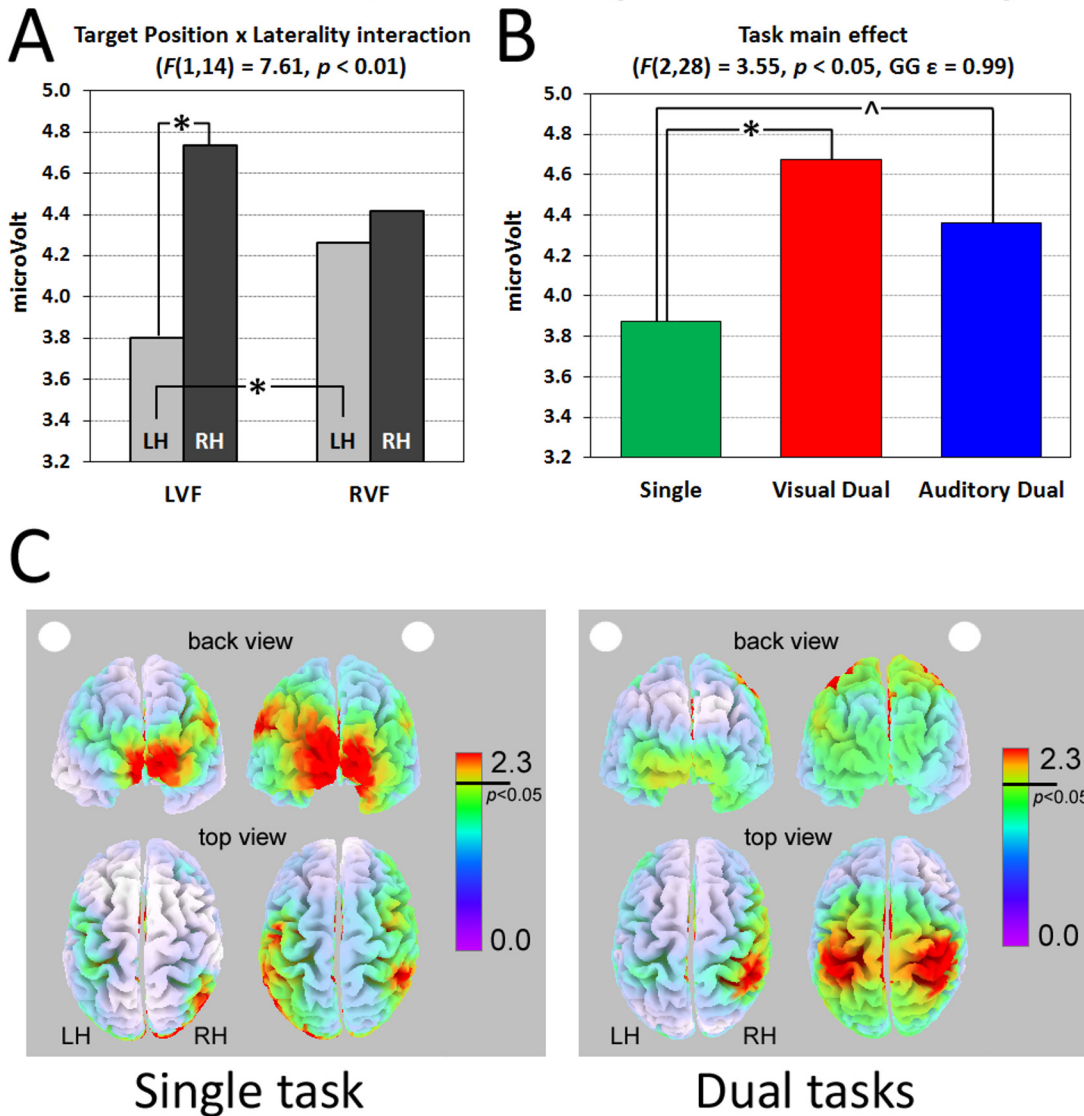 A
Target Position x Laterality interaction
(F(1,14) = 7.61, p < 0.01)
5.0
4.8
4.6
4.4
4.2
4.0
3.8
3.6
3.4
3.2
microVolt
*
*
LH
RH
LH
RH
LVF
RVF
B
Task main effect
(F(2,28) = 3.55, p < 0.05, GG ε = 0.99)
5.0
4.8
4.6
4.4
4.2
4.0
3.8
3.6
3.4
3.2
microVolt
^
*
Single
Visual Dual
Auditory Dual
C
back view
2.3
p<0.05
top view
0.0
LH
RH
Single task
back view
2.3
p<0.05
top view
0.0
LH
RH
Dual tasks